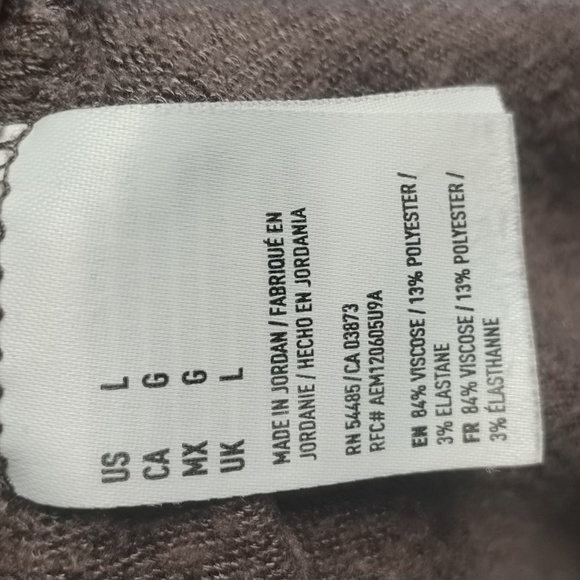 US L
CA G
MX G
UK L
MADE IN JORDAN / FABRIQUÉ EN
JORDANIE / HECHO EN JORDANIA
RN 54485 / CA 03873
RFC# AEM120605U9A
EN 84% VISCOSE / 13% POLYESTER /
3% ELASTANE
FR 84% VISCOSE / 13% POLYESTER /
3% ÉLASTHANNE